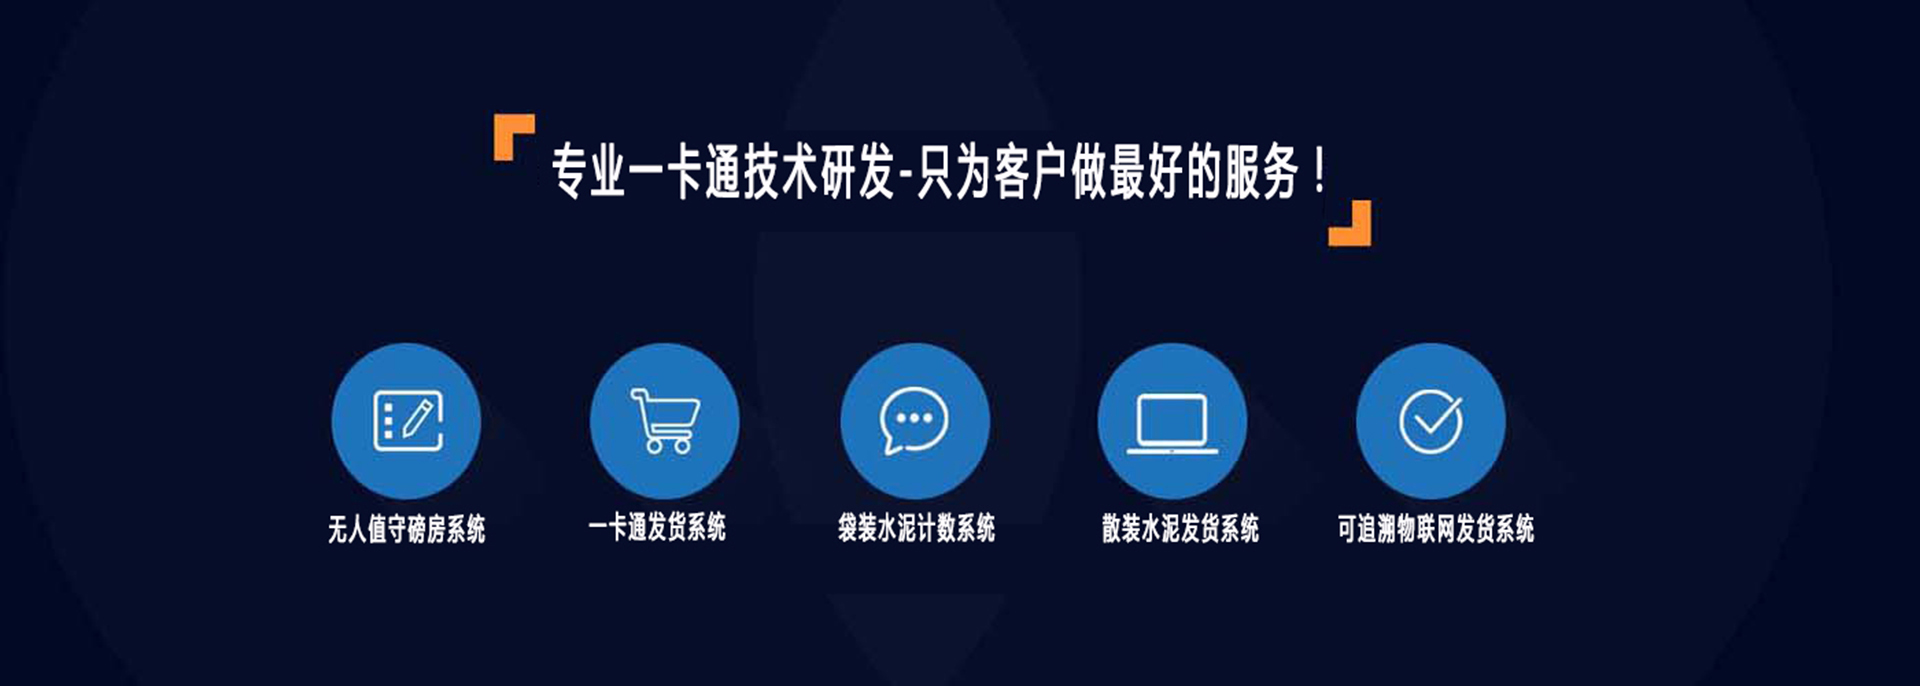 专业一卡通技术研发-只为客户做最好的服务！
无人值守磅房系统
一卡通发货系统
袋装水泥计数系统
散装水泥发货系统
可追溯物联网发货系统